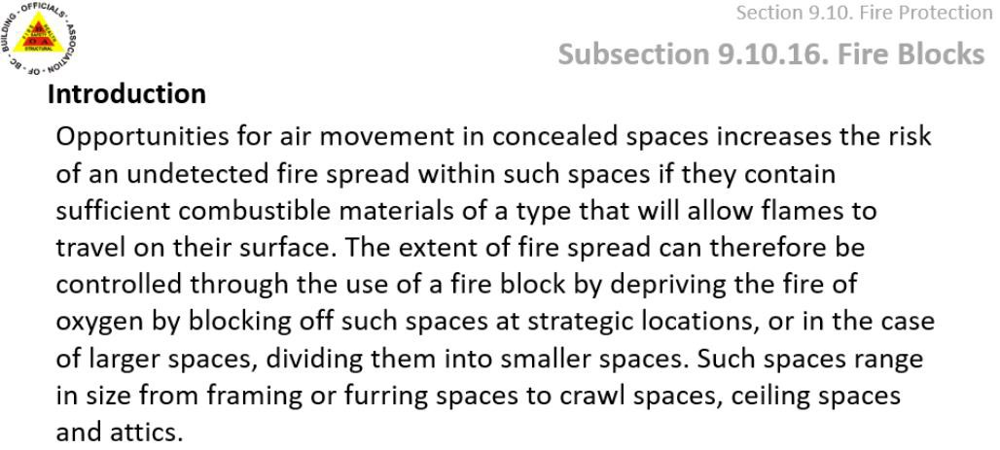 Section 9.10. Fire Protection
Subsection 9.10.16. Fire Blocks
BUILDING - OFFICIALS' - ASSOCIATION - OF - BC -
B
SAFETY
O A
STRUCTURAL
FIRE
HEALTH
Introduction
Opportunities for air movement in concealed spaces increases the risk
of an undetected fire spread within such spaces if they contain
sufficient combustible materials of a type that will allow flames to
travel on their surface. The extent of fire spread can therefore be
controlled through the use of a fire block by depriving the fire of
oxygen by blocking off such spaces at strategic locations, or in the case
of larger spaces, dividing them into smaller spaces. Such spaces range
in size from framing or furring spaces to crawl spaces, ceiling spaces
and attics.